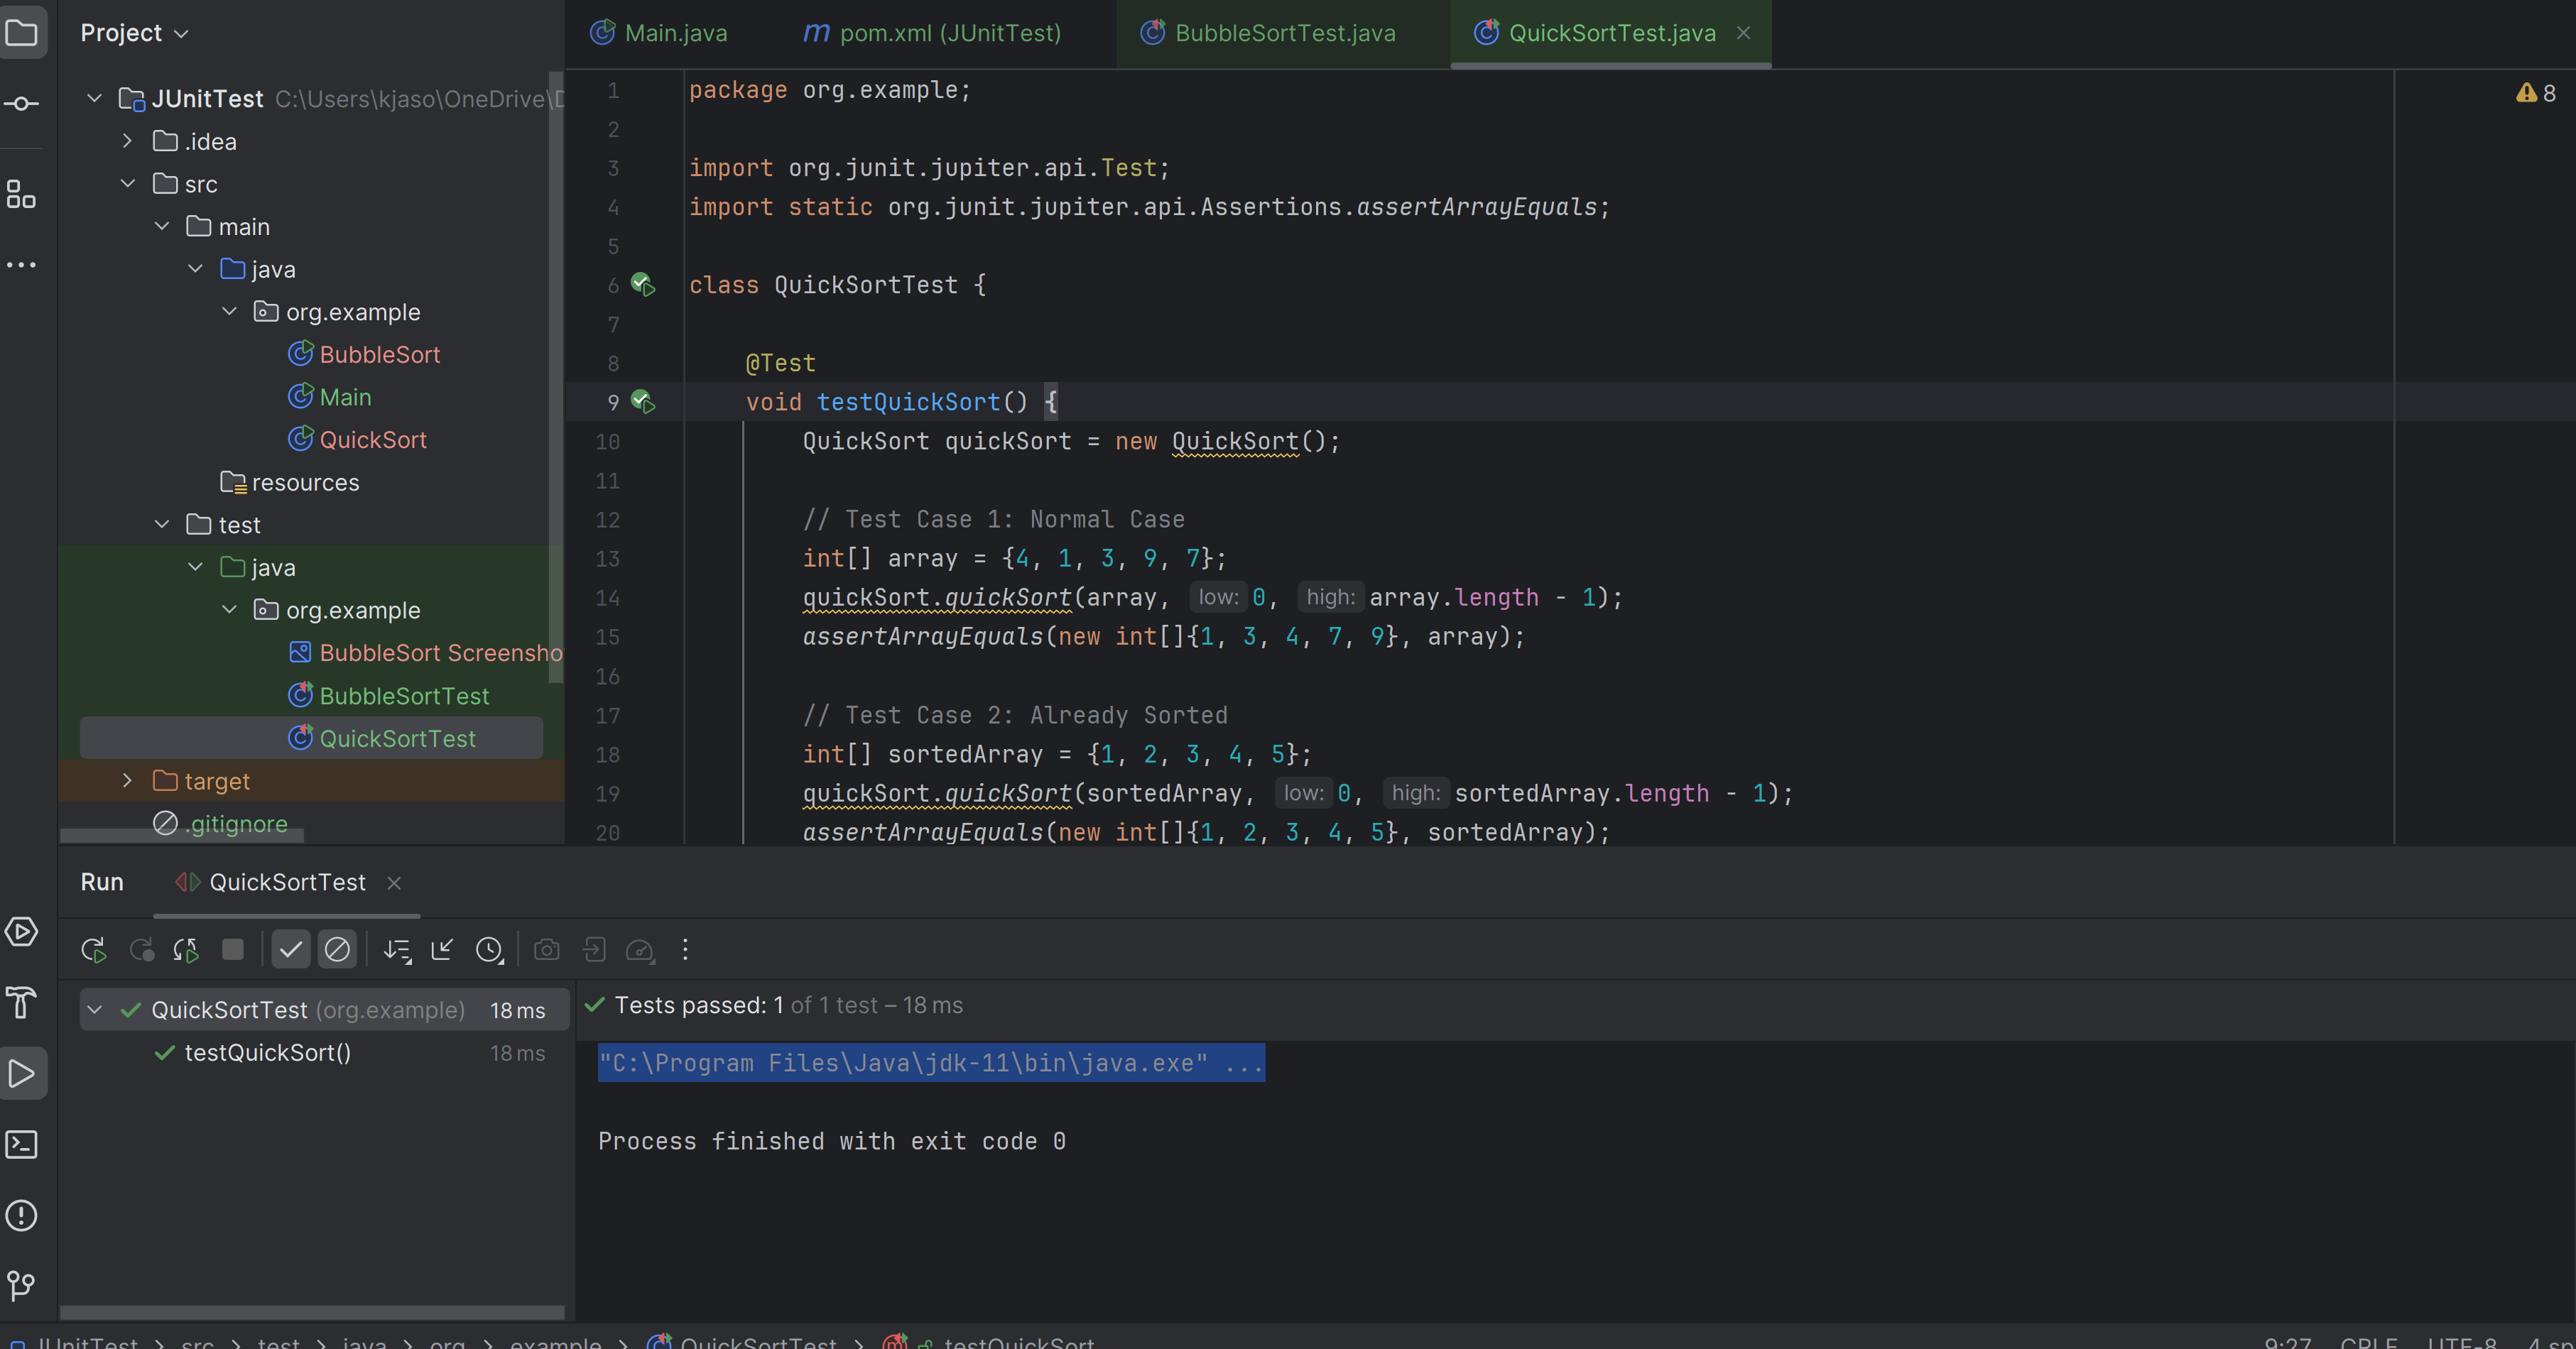 Project
JUnitTest C:\Users\kjaso\OneDrive\D
.idea
src
main
java
org.example
BubbleSort
Main
QuickSort
resources
test
java
org.example
BubbleSort Screensho
BubbleSortTest
QuickSortTest
target
.gitignore
Main.java
m pom.xml (JUnitTest)
BubbleSortTest.java
QuickSortTest.java
8
1 package org.example;
2
3 import org.junit.jupiter.api.Test;
4 import static org.junit.jupiter.api.Assertions.assertArrayEquals;
5
6 class QuickSortTest {
7
8 @Test
9 void testQuickSort() {
10 QuickSort quickSort = new QuickSort();
11
12 // Test Case 1: Normal Case
13 int[] array = {4, 1, 3, 9, 7};
14 quickSort.quickSort(array, low: 0, high: array.length - 1);
15 assertArrayEquals(new int[]{1, 3, 4, 7, 9}, array);
16
17 // Test Case 2: Already Sorted
18 int[] sortedArray = {1, 2, 3, 4, 5};
19 quickSort.quickSort(sortedArray, low: 0, high: sortedArray.length - 1);
20 assertArrayEquals(new int[]{1, 2, 3, 4, 5}, sortedArray);
Run QuickSortTest
QuickSortTest (org.example) 18 ms
testQuickSort() 18 ms
Tests passed: 1 of 1 test – 18 ms
"C:\Program Files\Java\jdk-11\bin\java.exe" ...
Process finished with exit code 0
JUnitTest > src > test > java > org > example > QuickSortTest > testQuickSort
9:27 CRLF UTF-8 4 sp